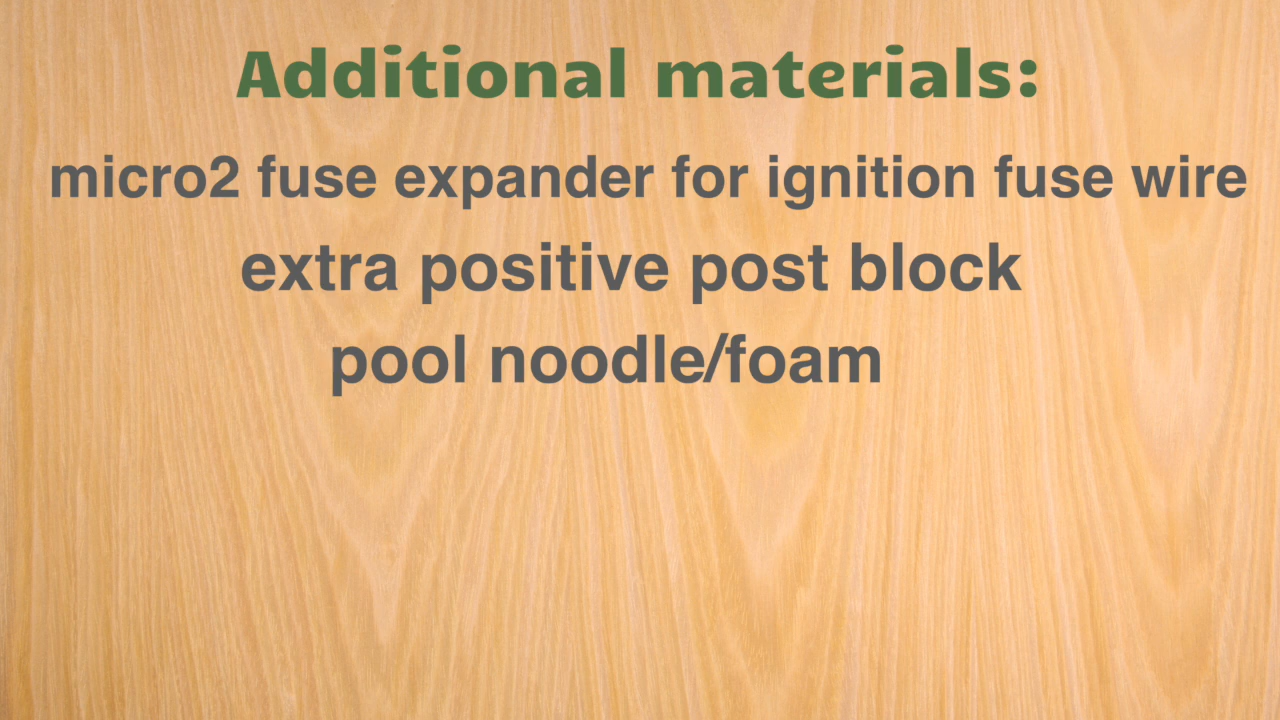 Additional materials:
micro2 fuse expander for ignition fuse wire
extra positive post block
pool noodle/foam